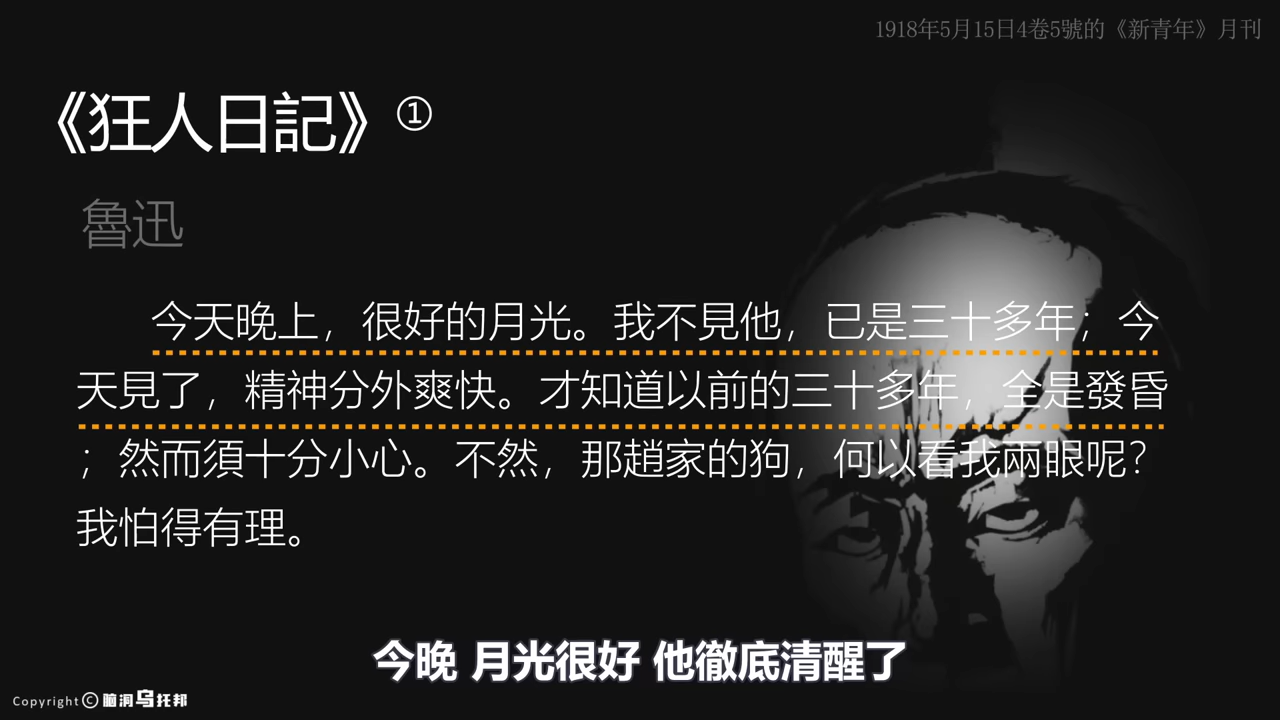 1918年5月15日4卷5號的《新青年》月刊
《狂人日記》①
魯迅
今天晚上，很好的月光。我不見他，已是三十多年；今
天見了，精神分外爽快。才知道以前的三十多年，全是發昏
；然而須十分小心。不然，那趙家的狗，何以看我兩眼呢？
我怕得有理。
今晚 月光很好 他徹底清醒了
Copyright © 腦洞乌托邦